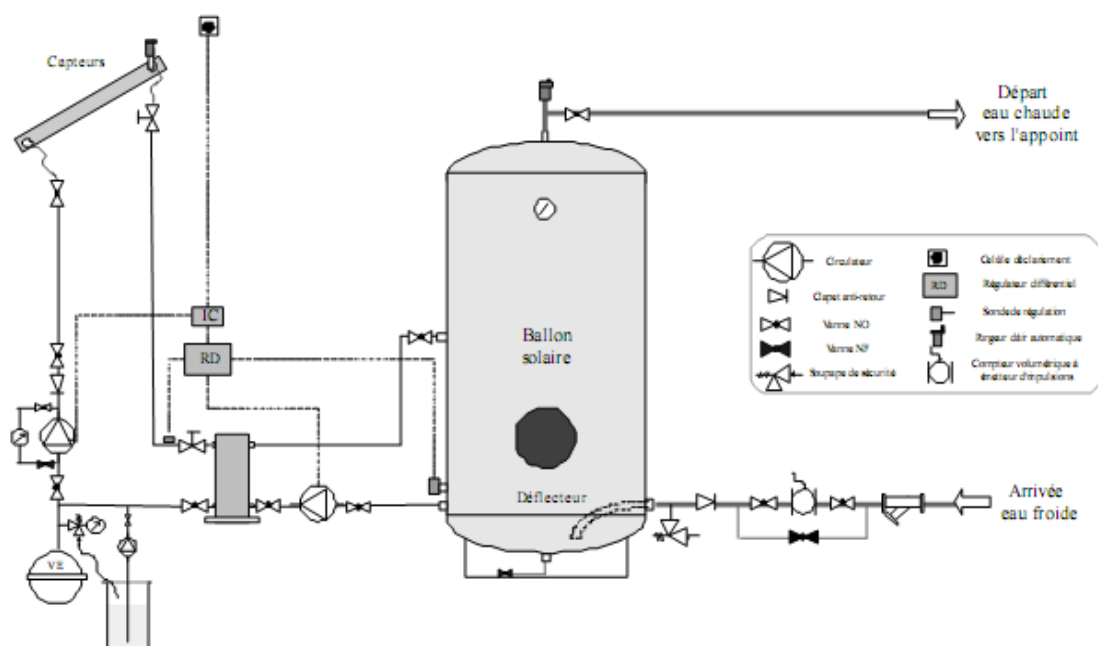 Capteurs
Départ
eau chaude
vers l'appoint
IC
RD
Ballon
solaire
Circulateur
Clapet anti-retour
Vanne NO
Vanne NF
Soupape de sécurité
RD
Régulateur différentiel
Sonde de régulation
Purgeur d'air automatique
Compteur volumétrique à
émetteur d'impulsions
Déflecteur
Arrivée
eau froide
VE